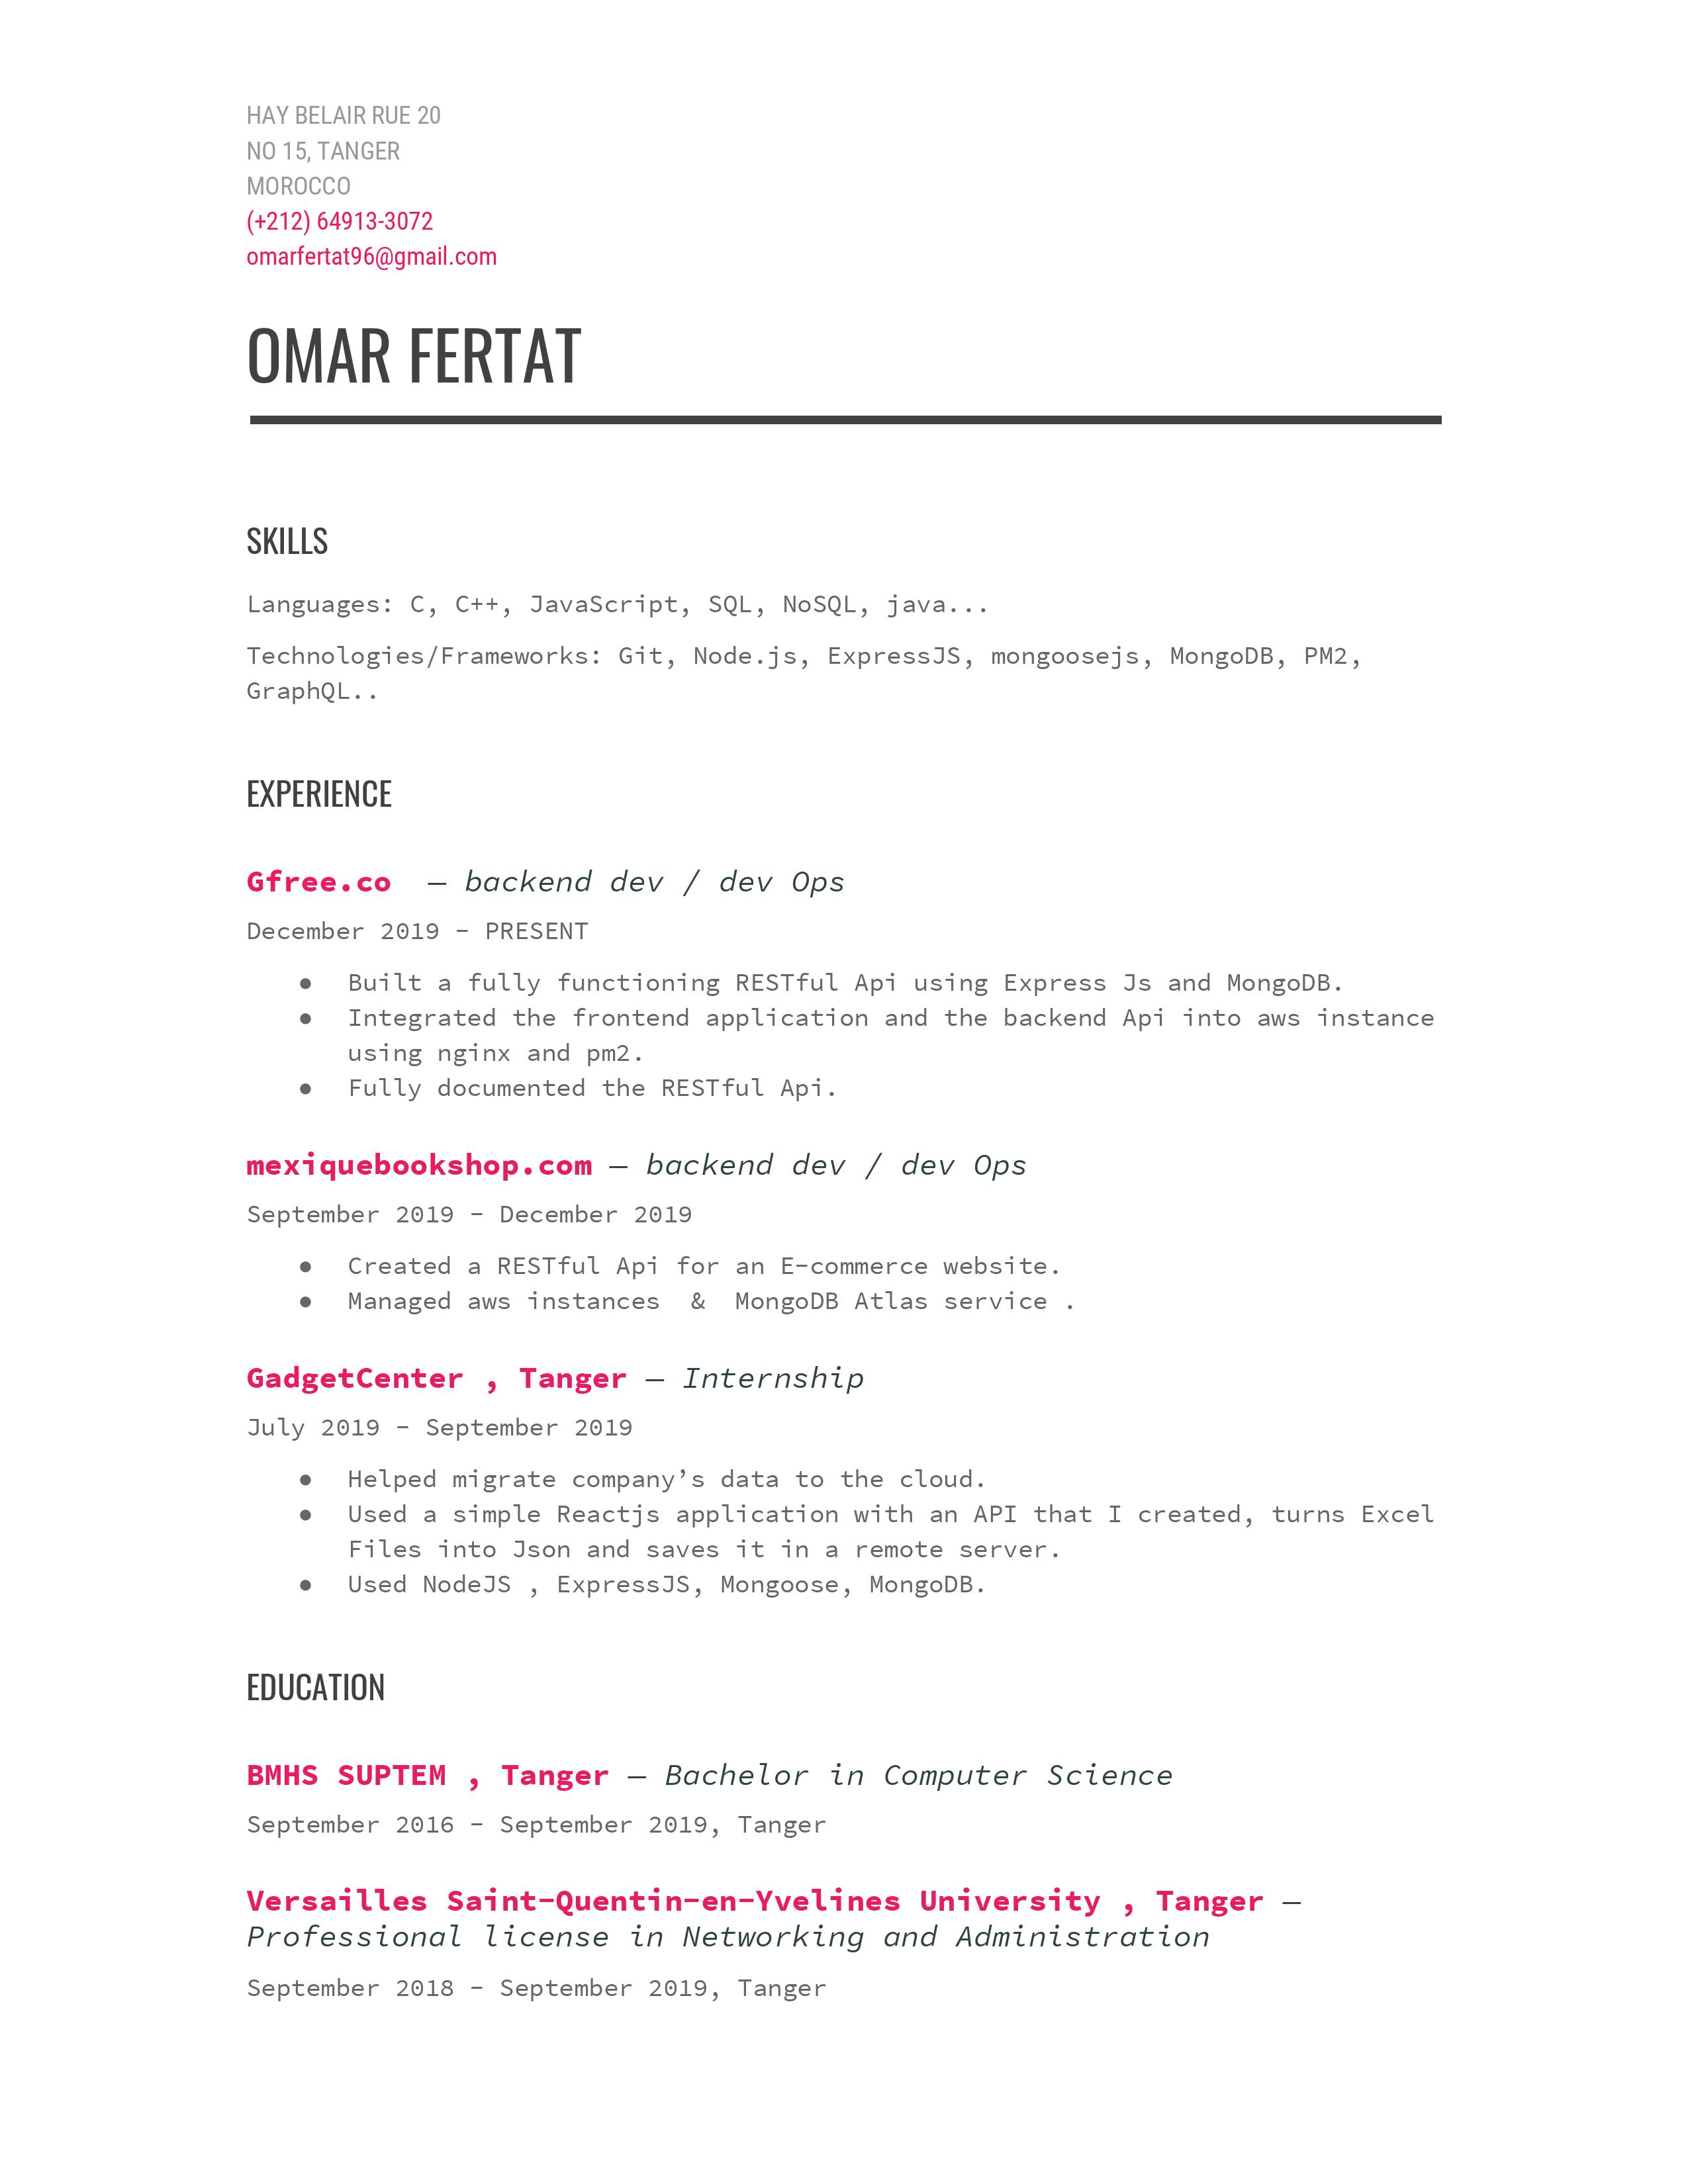 HAY BELAIR RUE 20
NO 15, TANGER
MOROCCO
(+212) 64913-3072
omarfertat96@gmail.com
OMAR FERTAT
SKILLS
Languages: C, C++, JavaScript, SQL, NoSQL, java...
Technologies/Frameworks: Git, Node.js, ExpressJS, mongoosejs, MongoDB, PM2,
GraphQL..
EXPERIENCE
Gfree.co — backend dev / dev Ops
December 2019 - PRESENT
● Built a fully functioning RESTful Api using Express Js and MongoDB.
● Integrated the frontend application and the backend Api into aws instance
using nginx and pm2.
● Fully documented the RESTful Api.
mexiquebookshop.com — backend dev / dev Ops
September 2019 - December 2019
● Created a RESTful Api for an E-commerce website.
● Managed aws instances & MongoDB Atlas service .
GadgetCenter , Tanger — Internship
July 2019 - September 2019
● Helped migrate company’s data to the cloud.
● Used a simple Reactjs application with an API that I created, turns Excel
Files into Json and saves it in a remote server.
● Used NodeJS , ExpressJS, Mongoose, MongoDB.
EDUCATION
BMHS SUPTEM , Tanger — Bachelor in Computer Science
September 2016 - September 2019, Tanger
Versailles Saint-Quentin-en-Yvelines University , Tanger —
Professional license in Networking and Administration
September 2018 - September 2019, Tanger